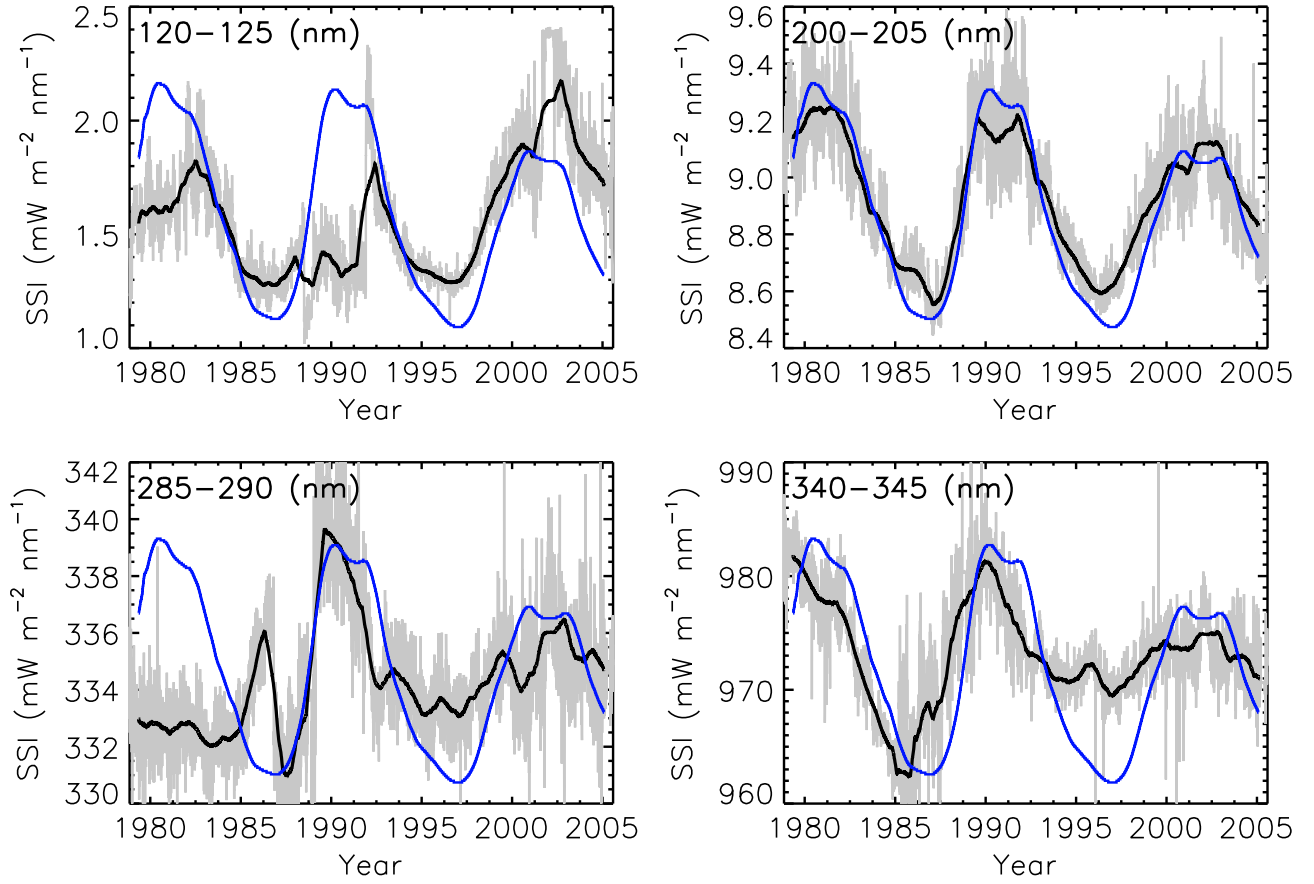 120−125 (nm)
2.5
2.0
1.5
1.0
SSI (mW m−2 nm−1)
1980 1985 1990 1995 2000 2005
Year
200−205 (nm)
9.6
9.4
9.2
9.0
8.8
8.6
8.4
SSI (mW m−2 nm−1)
1980 1985 1990 1995 2000 2005
Year
285−290 (nm)
342
340
338
336
334
332
330
SSI (mW m−2 nm−1)
1980 1985 1990 1995 2000 2005
Year
340−345 (nm)
990
980
970
960
SSI (mW m−2 nm−1)
1980 1985 1990 1995 2000 2005
Year